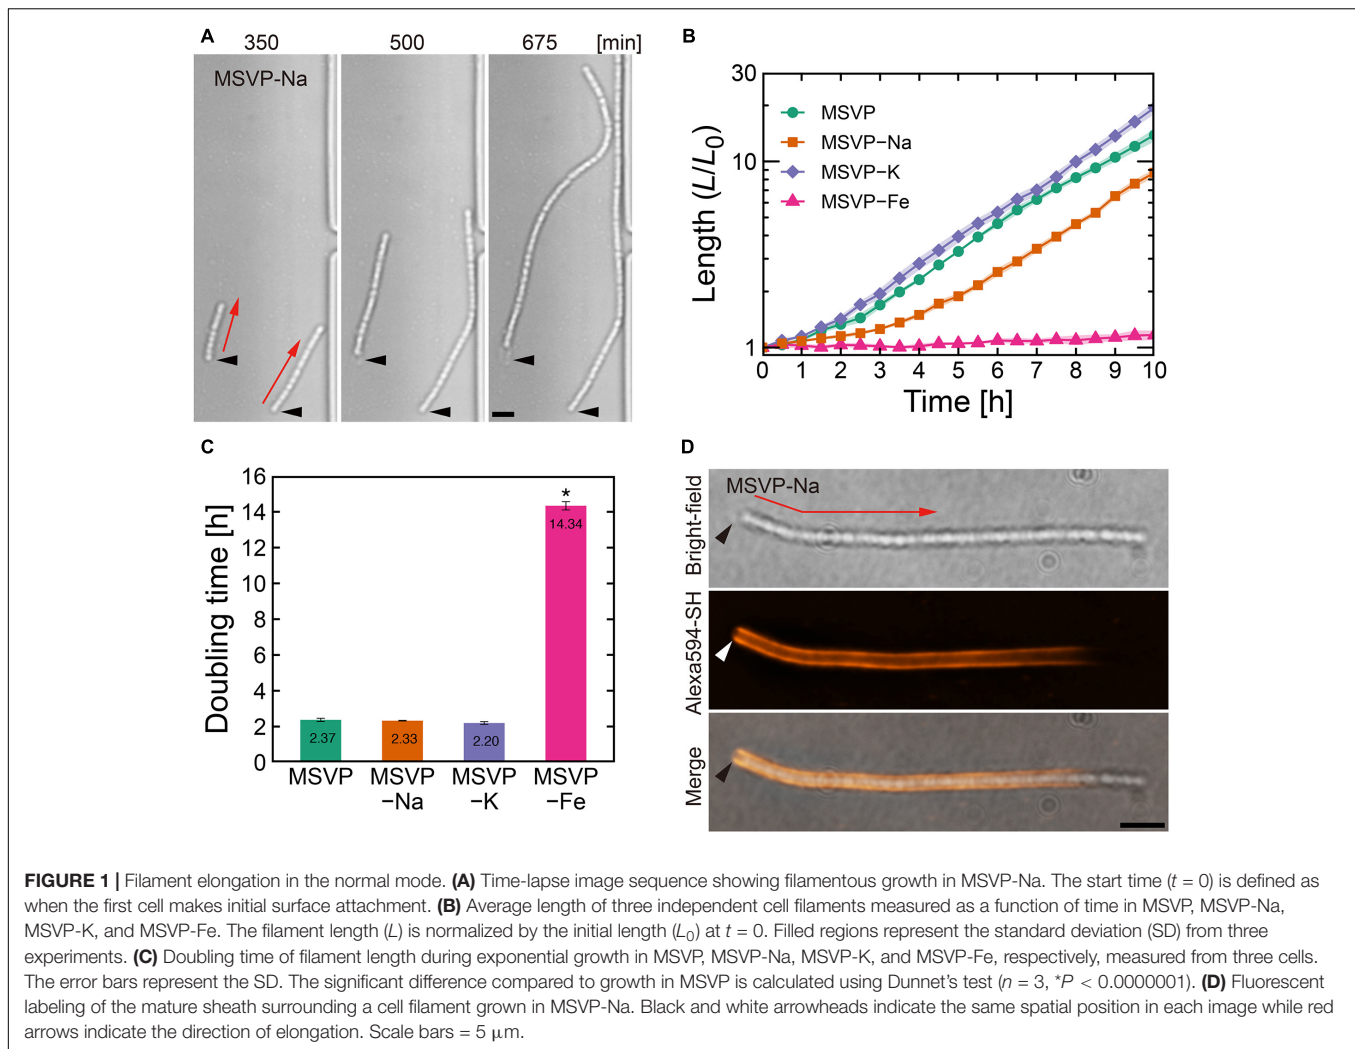 A
350 500 675 [min]
MSVP-Na
B
Length (L/L0)
30
10
1
MSVP
MSVP−Na
MSVP−K
MSVP−Fe
0 1 2 3 4 5 6 7 8 9 10
Time [h]
C
Doubling time [h]
16
14
12
10
8
6
4
2
0
*
2.37 2.33 2.20 14.34
MSVP MSVP MSVP MSVP
−Na −K −Fe
D
Bright-field
MSVP-Na
Alexa594-SH
Merge
FIGURE 1 | Filament elongation in the normal mode. (A) Time-lapse image sequence showing filamentous growth in MSVP-Na. The start time (t = 0) is defined as
when the first cell makes initial surface attachment. (B) Average length of three independent cell filaments measured as a function of time in MSVP, MSVP-Na,
MSVP-K, and MSVP-Fe. The filament length (L) is normalized by the initial length (L0) at t = 0. Filled regions represent the standard deviation (SD) from three
experiments. (C) Doubling time of filament length during exponential growth in MSVP, MSVP-Na, MSVP-K, and MSVP-Fe, respectively, measured from three cells.
The error bars represent the SD. The significant difference compared to growth in MSVP is calculated using Dunnet's test (n = 3, *P < 0.0000001). (D) Fluorescent
labeling of the mature sheath surrounding a cell filament grown in MSVP-Na. Black and white arrowheads indicate the same spatial position in each image while red
arrows indicate the direction of elongation. Scale bars = 5 μm.